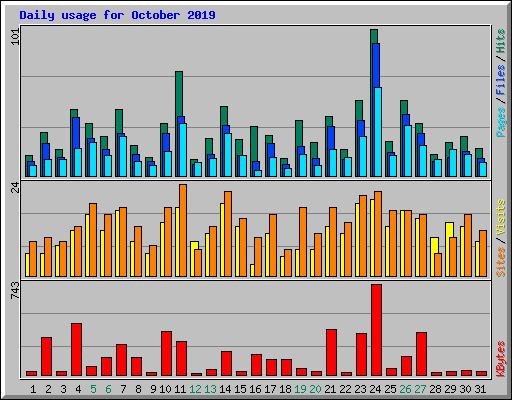 Daily usage for October 2019
101
Pages / Files / Hits
24
Sites / Visits
743
KBytes
1 2 3 4 5 6 7 8 9 10 11 12 13 14 15 16 17 18 19 20 21 22 23 24 25 26 27 28 29 30 31